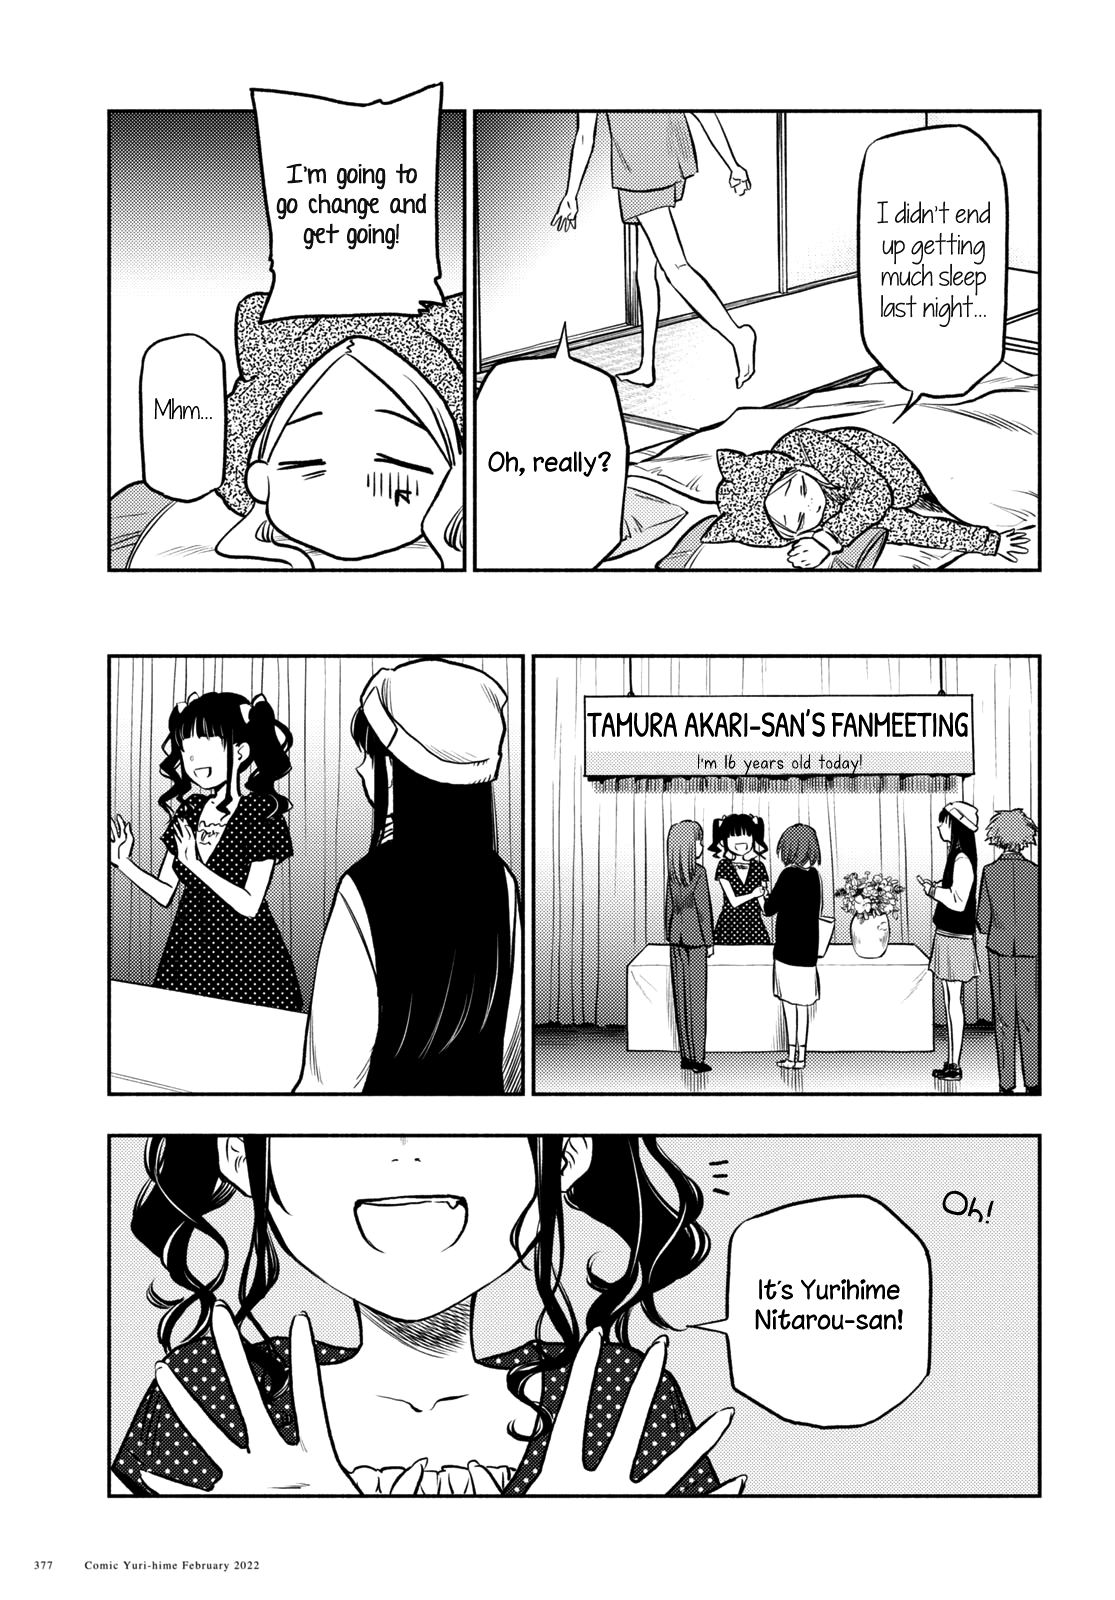 I didn't end
up getting
much sleep
last night...
Oh, really?
I'm going to
go change and
get going!
Mhm...
TAMURA AKARI-SAN'S FANMEETING
I'm 16 years old today!
Oh!
It's Yurihime
Nitarou-san!
377 Comic Yuri-hime February 2022